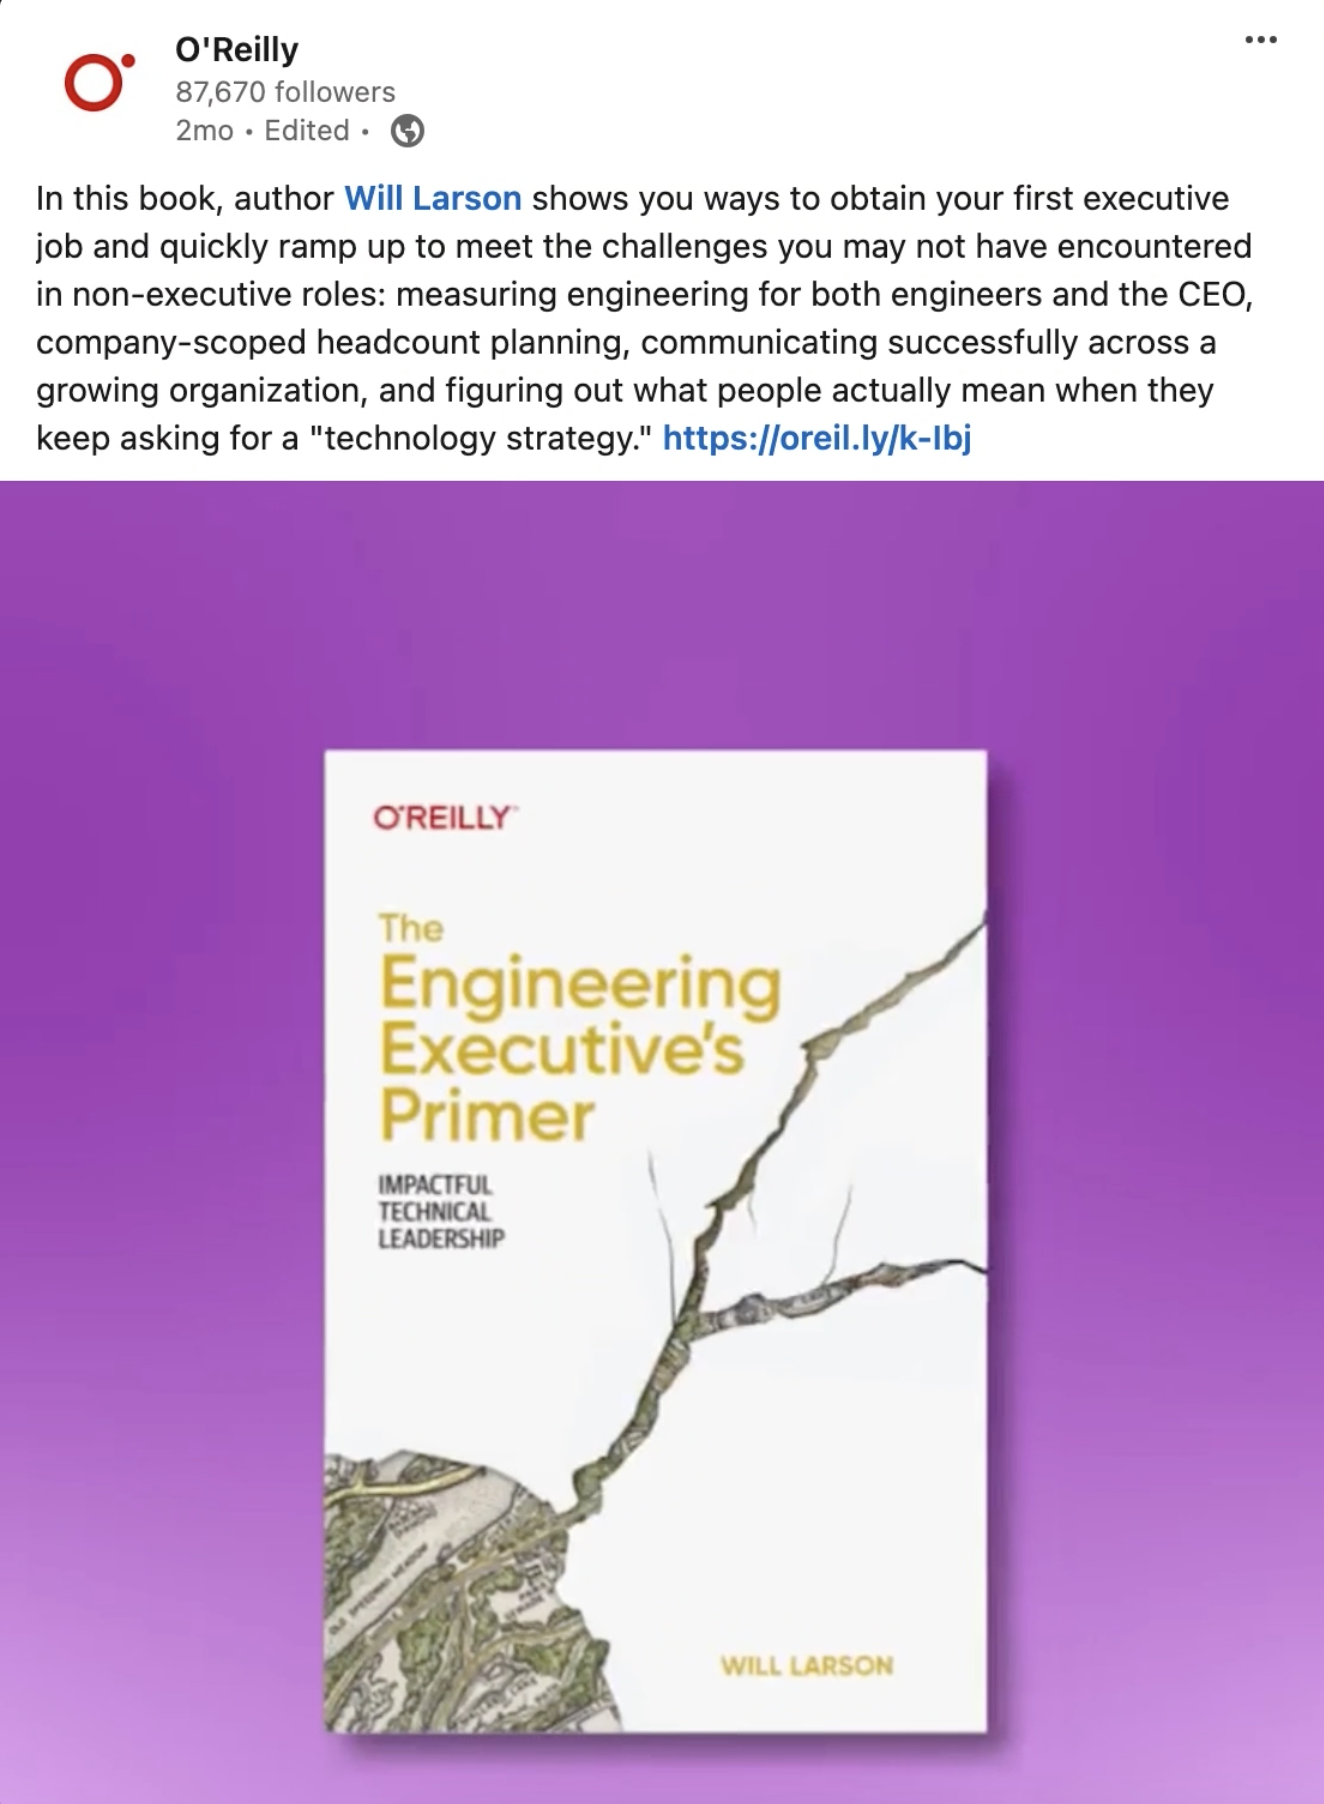 O'Reilly
87,670 followers
2mo • Edited •
In this book, author Will Larson shows you ways to obtain your first executive
job and quickly ramp up to meet the challenges you may not have encountered
in non-executive roles: measuring engineering for both engineers and the CEO,
company-scoped headcount planning, communicating successfully across a
growing organization, and figuring out what people actually mean when they
keep asking for a "technology strategy." https://oreil.ly/k-Ibj
O'REILLY
The
Engineering
Executive's
Primer
IMPACTFUL
TECHNICAL
LEADERSHIP
WILL LARSON